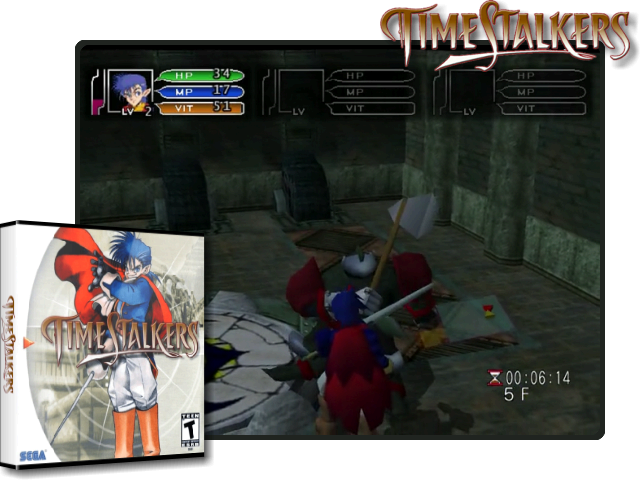 TIMESTALKERS
HP 34
MP 17
VIT 51
LV 2
HP
MP
VIT
LV
HP
MP
VIT
LV
TIMESTALKERS
TIMESTALKERS
SEGA
TEEN
T
00:06:14
5 F